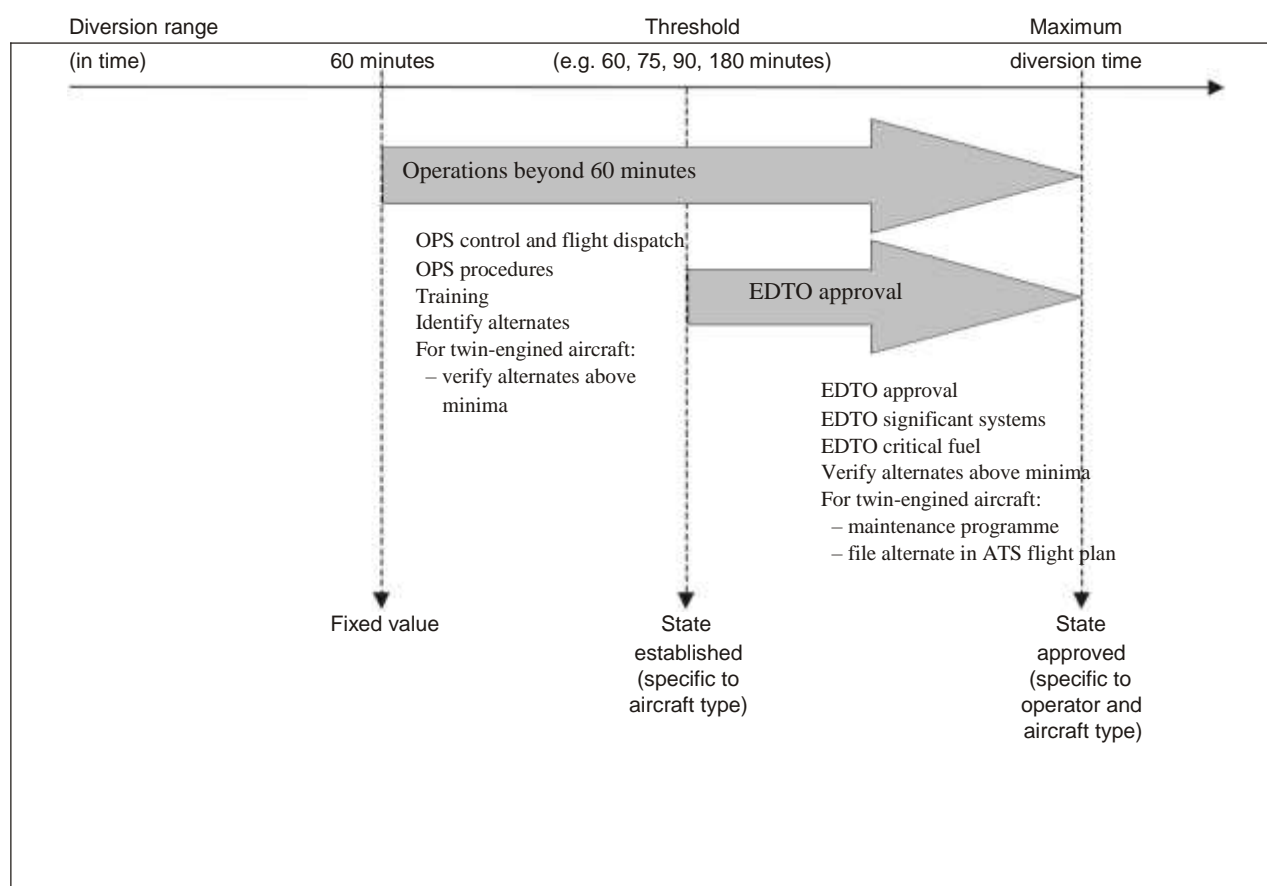 Diversion range
Threshold
Maximum
(in time)
60 minutes
(e.g. 60, 75, 90, 180 minutes)
diversion time
Operations beyond 60 minutes
OPS control and flight dispatch
OPS procedures
Training
Identify alternates
For twin-engined aircraft:
– verify alternates above
minima
EDTO approval
EDTO approval
EDTO significant systems
EDTO critical fuel
Verify alternates above minima
For twin-engined aircraft:
– maintenance programme
– file alternate in ATS flight plan
Fixed value
State
established
(specific to
aircraft type)
State
approved
(specific to
operator and
aircraft type)